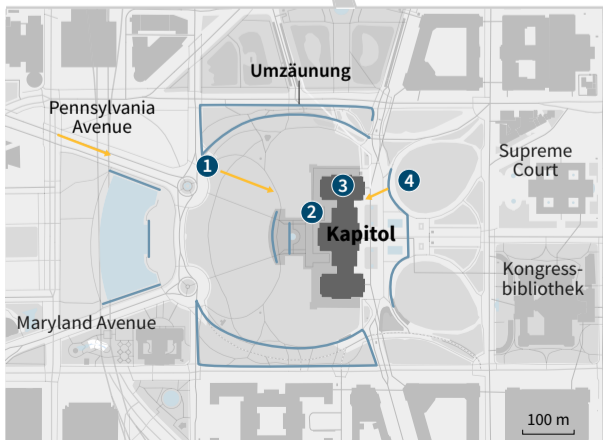 Umzäunung
Pennsylvania
Avenue
1
Supreme
Court
3
4
2
Kapitol
Kongress-
bibliothek
Maryland Avenue
100 m